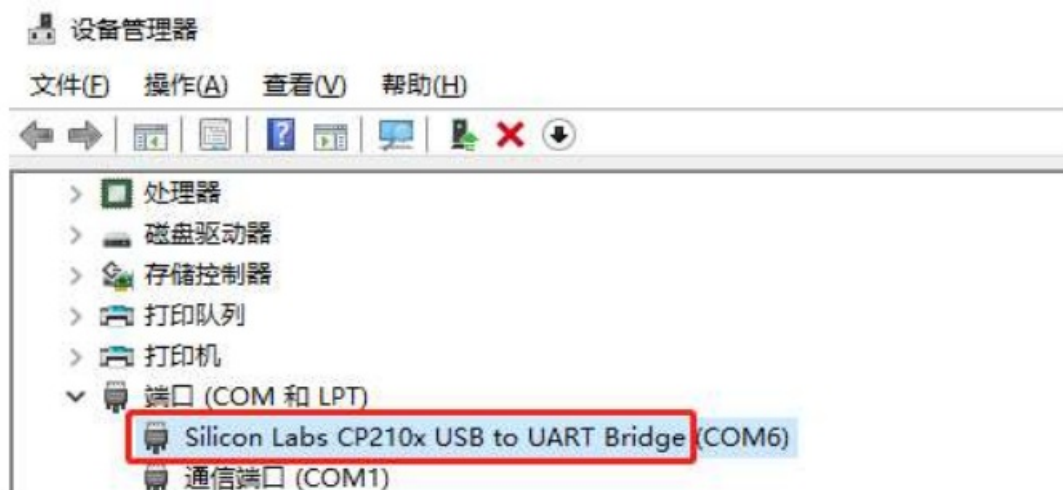 设备管理器
文件(F) 操作(A) 查看(V) 帮助(H)
处理器
磁盘驱动器
存储控制器
打印队列
打印机
端口 (COM 和 LPT)
Silicon Labs CP210x USB to UART Bridge (COM6)
通信端口 (COM1)